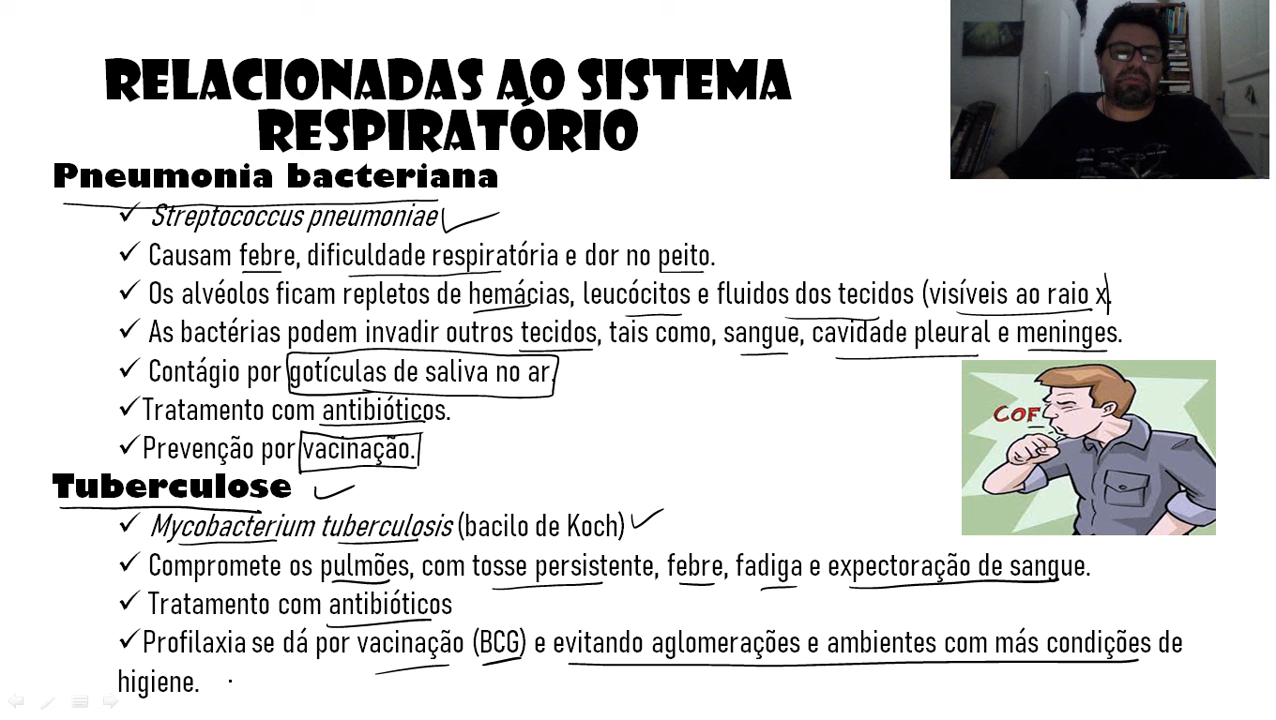 RELACIONADAS AO SISTEMA
RESPIRATÓRIO
Pneumonia bacteriana
✓ Streptococcus pneumoniae
✓ Causam febre, dificuldade respiratória e dor no peito.
✓ Os alvéolos ficam repletos de hemácias, leucócitos e fluidos dos tecidos (visíveis ao raio x).
✓ As bactérias podem invadir outros tecidos, tais como, sangue, cavidade pleural e meninges.
✓ Contágio por gotículas de saliva no ar.
✓Tratamento com antibióticos.
✓Prevenção por vacinação.
COF
Tuberculose
✓ Mycobacterium tuberculosis (bacilo de Koch)
✓ Compromete os pulmões, com tosse persistente, febre, fadiga e expectoração de sangue.
✓ Tratamento com antibióticos
✓Profilaxia se dá por vacinação (BCG) e evitando aglomerações e ambientes com más condições de
higiene.